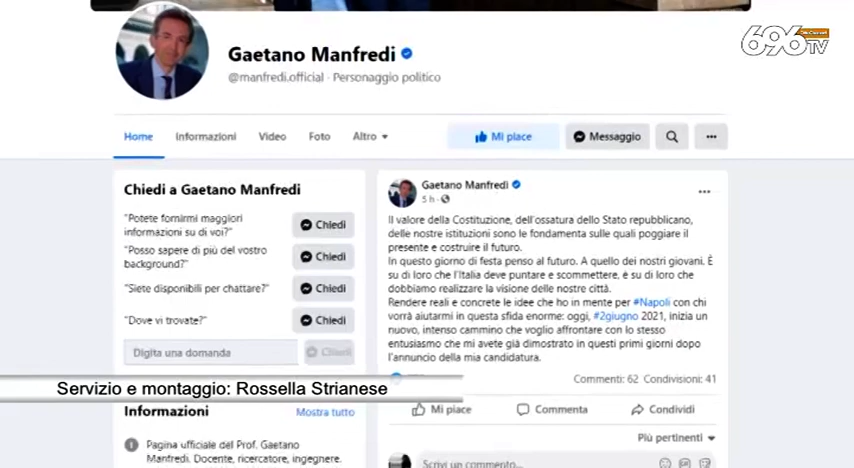 696 TV
Gaetano Manfredi
@manfredi.official · Personaggio politico
Home Informazioni Video Foto Altro Mi piace Messaggio
Chiedi a Gaetano Manfredi
"Potete fornirmi maggiori
informazioni su di voi?" Chiedi
"Posso sapere di più del vostro
background?" Chiedi
"Siete disponibili per chattare?" Chiedi
"Dove vi trovate?" Chiedi
Digita una domanda Chiedi
Servizio e montaggio: Rossella Strianese
Informazioni Mostra tutto
Pagina ufficiale del Prof. Gaetano
Manfredi. Docente, ricercatore, ingegnere.
Gaetano Manfredi
5 h ·
Il valore della Costituzione, dell'ossatura dello Stato repubblicano,
delle nostre istituzioni sono le fondamenta sulle quali poggiare il
presente e costruire il futuro.
In questo giorno di festa penso al futuro. A quello dei nostri giovani. È
su di loro che l'Italia deve puntare e scommettere, è su di loro che
dobbiamo realizzare la visione delle nostre città.
Rendere reali e concrete le idee che ho in mente per #Napoli con chi
vorrà aiutarmi in questa sfida enorme: oggi, #2giugno 2021, inizia un
nuovo, intenso cammino che voglio affrontare con lo stesso
entusiasmo che mi avete già dimostrato in questi primi giorni dopo
l'annuncio della mia candidatura.
Commenti: 62 Condivisioni: 41
Mi piace Commenta Condividi
Più pertinenti
Scrivi un commento...